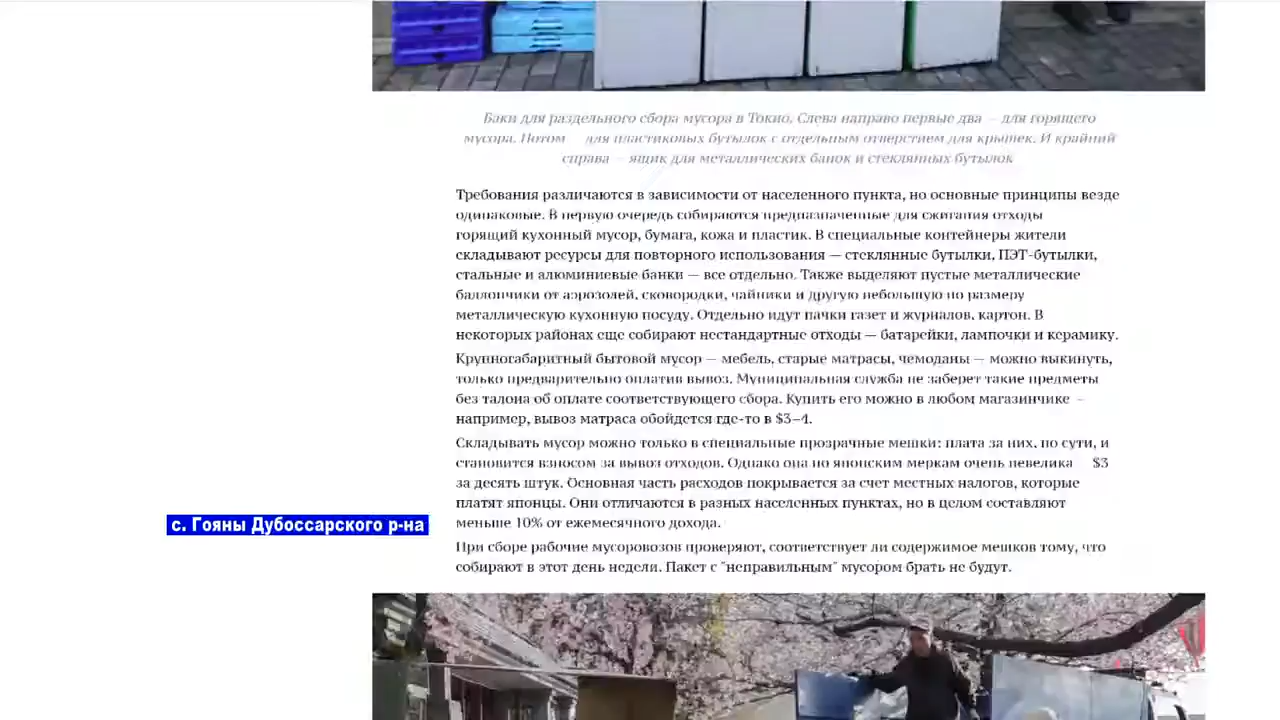 Баки для раздельного сбора мусора в Токио. Слева направо первые два — для горящего
мусора. Потом — для пластиковых бутылок с отдельным отверстием для крышек. И крайний
справа — ящик для металлических банок и стеклянных бутылок
Требования различаются в зависимости от населенного пункта, но основные принципы везде
одинаковые. В первую очередь собираются предназначенные для сжигания отходы
горящий кухонный мусор, бумага, кожа и пластик. В специальные контейнеры жители
складывают ресурсы для повторного использования — стеклянные бутылки, ПЭТ-бутылки,
стальные и алюминиевые банки — все отдельно. Также выделяют пустые металлические
баллончики от аэрозолей, сковородки, чайники и другую небольшую по размеру
металлическую кухонную посуду. Отдельно идут пачки газет и журналов, картон. В
некоторых районах еще собирают нестандартные отходы — батарейки, лампочки и керамику.
Крупногабаритный бытовой мусор — мебель, старые матрасы, чемоданы — можно выкинуть,
только предварительно оплатив вывоз. Муниципальная служба не заберет такие предметы
без талона об оплате соответствующего сбора. Купить его можно в любом магазинчике –
например, вывоз матраса обойдется где-то в $3–4.
Складывать мусор можно только в специальные прозрачные мешки: плата за них, по сути, и
становится взносом за вывоз отходов. Однако она по японским меркам очень невелика $3
за десять штук. Основная часть расходов покрывается за счет местных налогов, которые
платят японцы. Они отличаются в разных населенных пунктах, но в целом составляют
меньше 10% от ежемесячного дохода.
с. Гояны Дубоссарского р-на
При сборе рабочие мусоровозов проверяют, соответствует ли содержимое мешков тому, что
собирают в этот день недели. Пакет с "неправильным" мусором брать не будут.